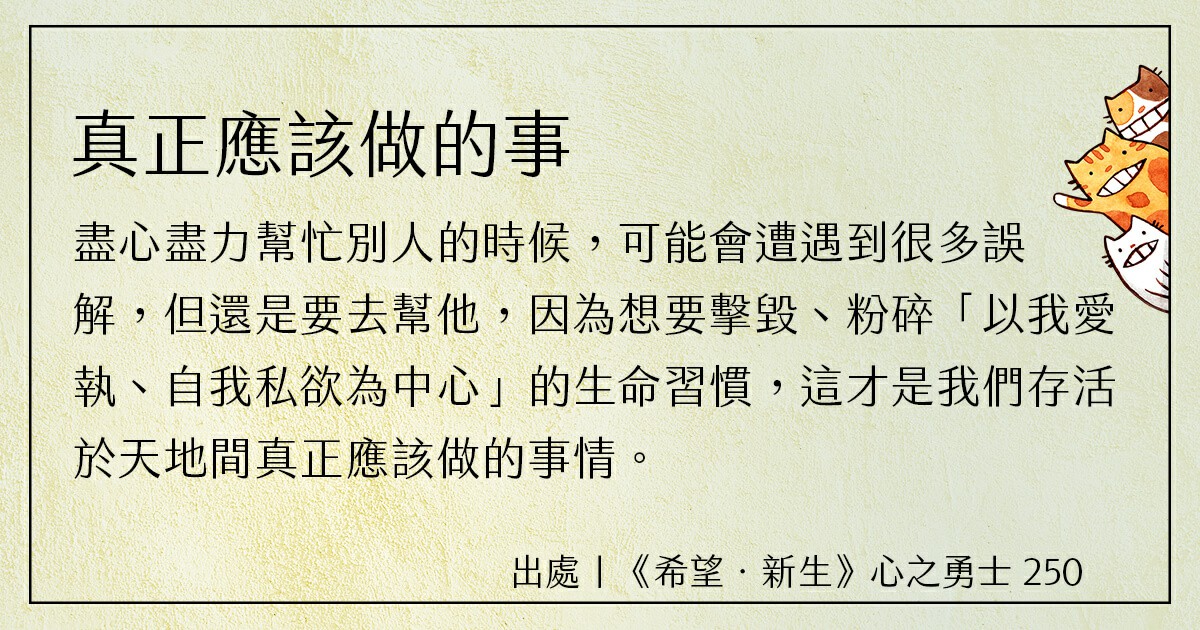 真正應該做的事
盡心盡力幫忙別人的時候，可能會遭遇到很多誤
解，但還是要去幫他，因為想要擊毀、粉碎「以我愛
執、自我私欲為中心」的生命習慣，這才是我們存活
於天地間真正應該做的事情。
出處丨《希望．新生》心之勇士 250